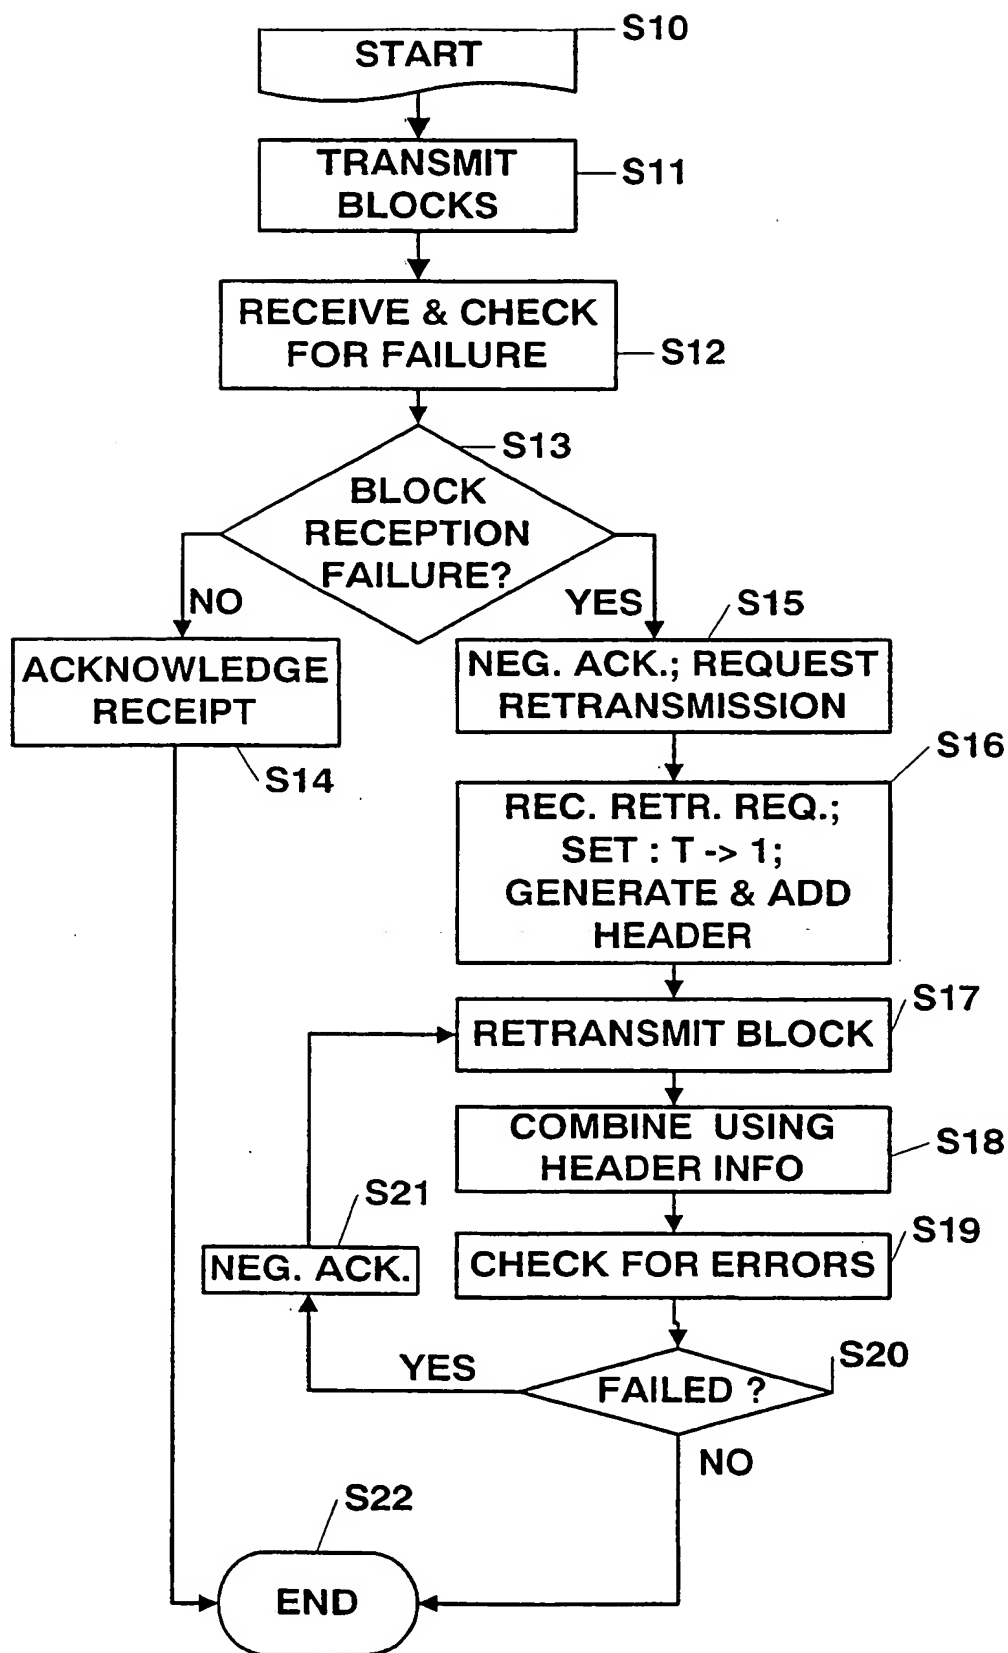 START
S10
TRANSMIT
BLOCKS
S11
RECEIVE & CHECK
FOR FAILURE
S12
S13
BLOCK
RECEPTION
FAILURE?
NO
YES
S15
ACKNOWLEDGE
RECEIPT
S14
NEG. ACK.; REQUEST
RETRANSMISSION
S16
REC. RETR. REQ.;
SET : T -> 1;
GENERATE & ADD
HEADER
S17
RETRANSMIT BLOCK
COMBINE USING
HEADER INFO
S18
S21
NEG. ACK.
S19
CHECK FOR ERRORS
YES
S20
FAILED ?
NO
S22
END